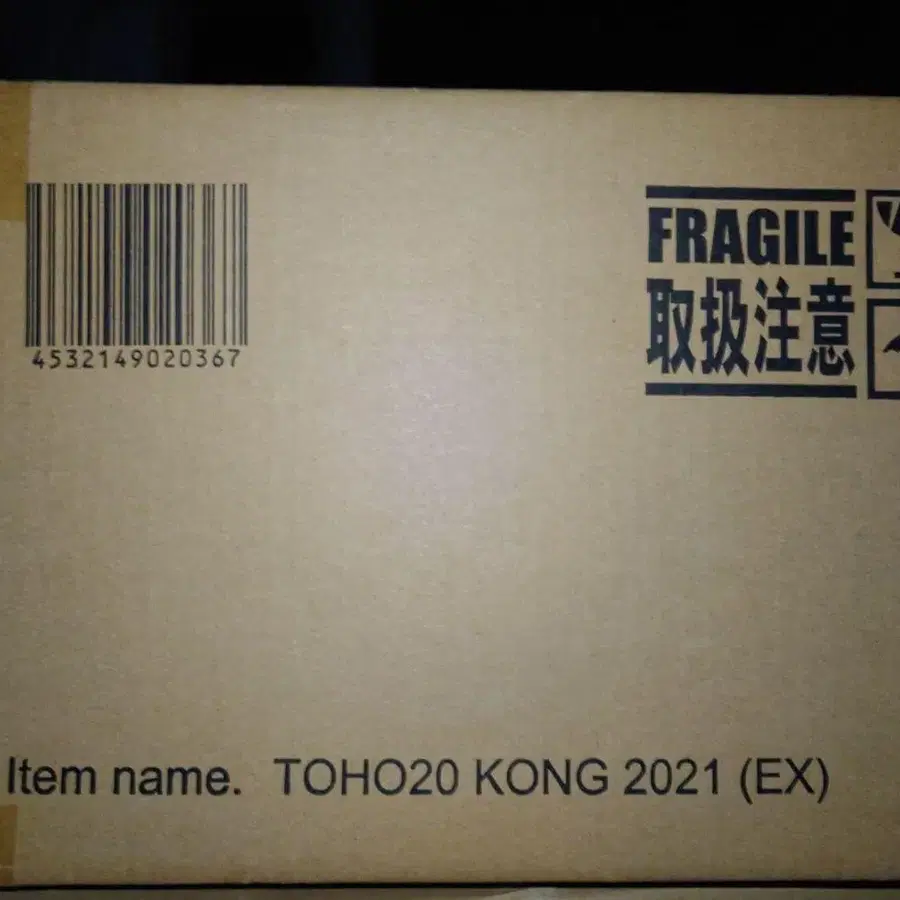 FRAGILE
取扱注意
4532149020367
Item name. TOHO20 KONG 2021 (EX)